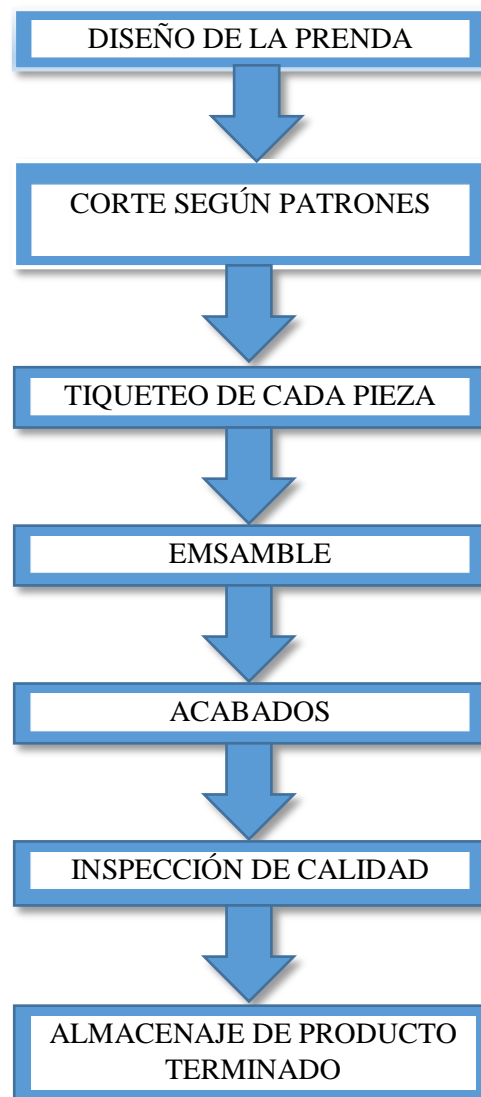 DISEÑO DE LA PRENDA
CORTE SEGÚN PATRONES
TIQUETEO DE CADA PIEZA
EMSAMBLE
ACABADOS
INSPECCIÓN DE CALIDAD
ALMACENAJE DE PRODUCTO
TERMINADO